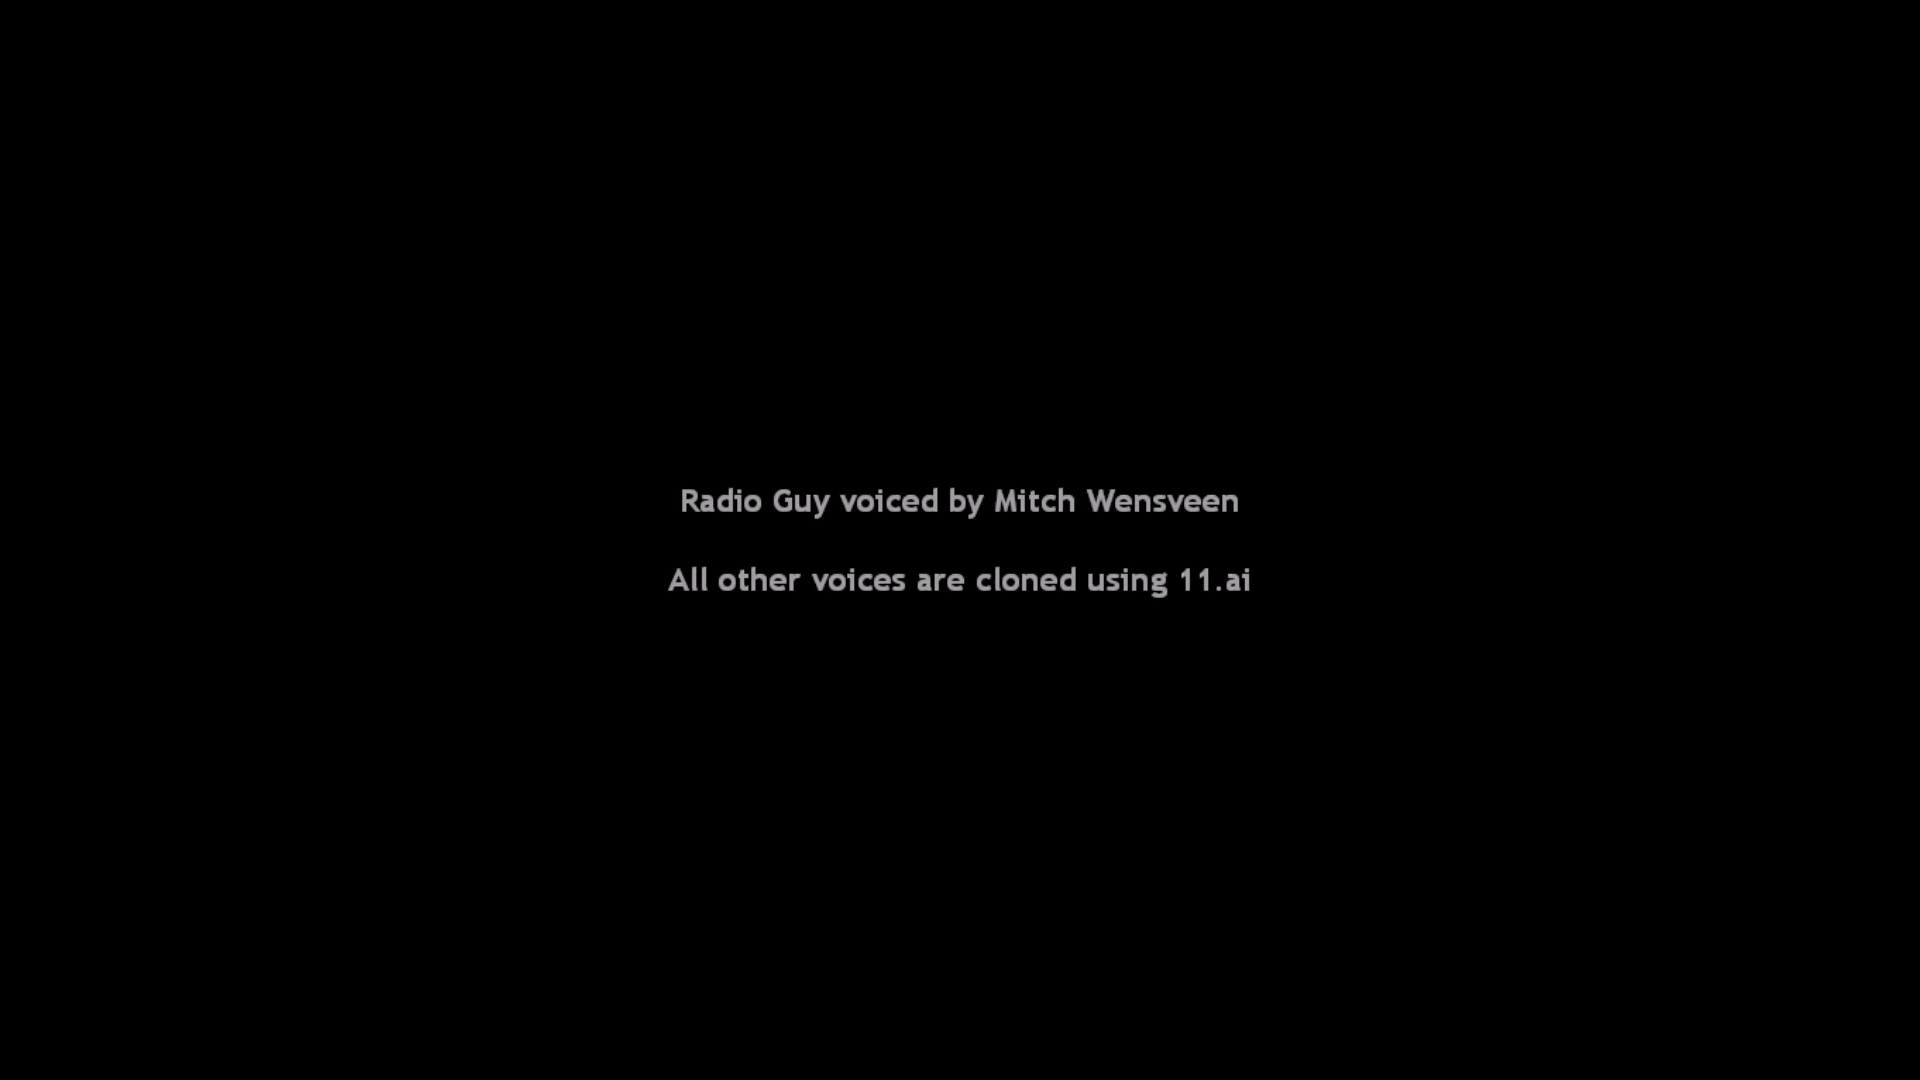 Radio Guy voiced by Mitch Wensveen
All other voices are cloned using 11.ai